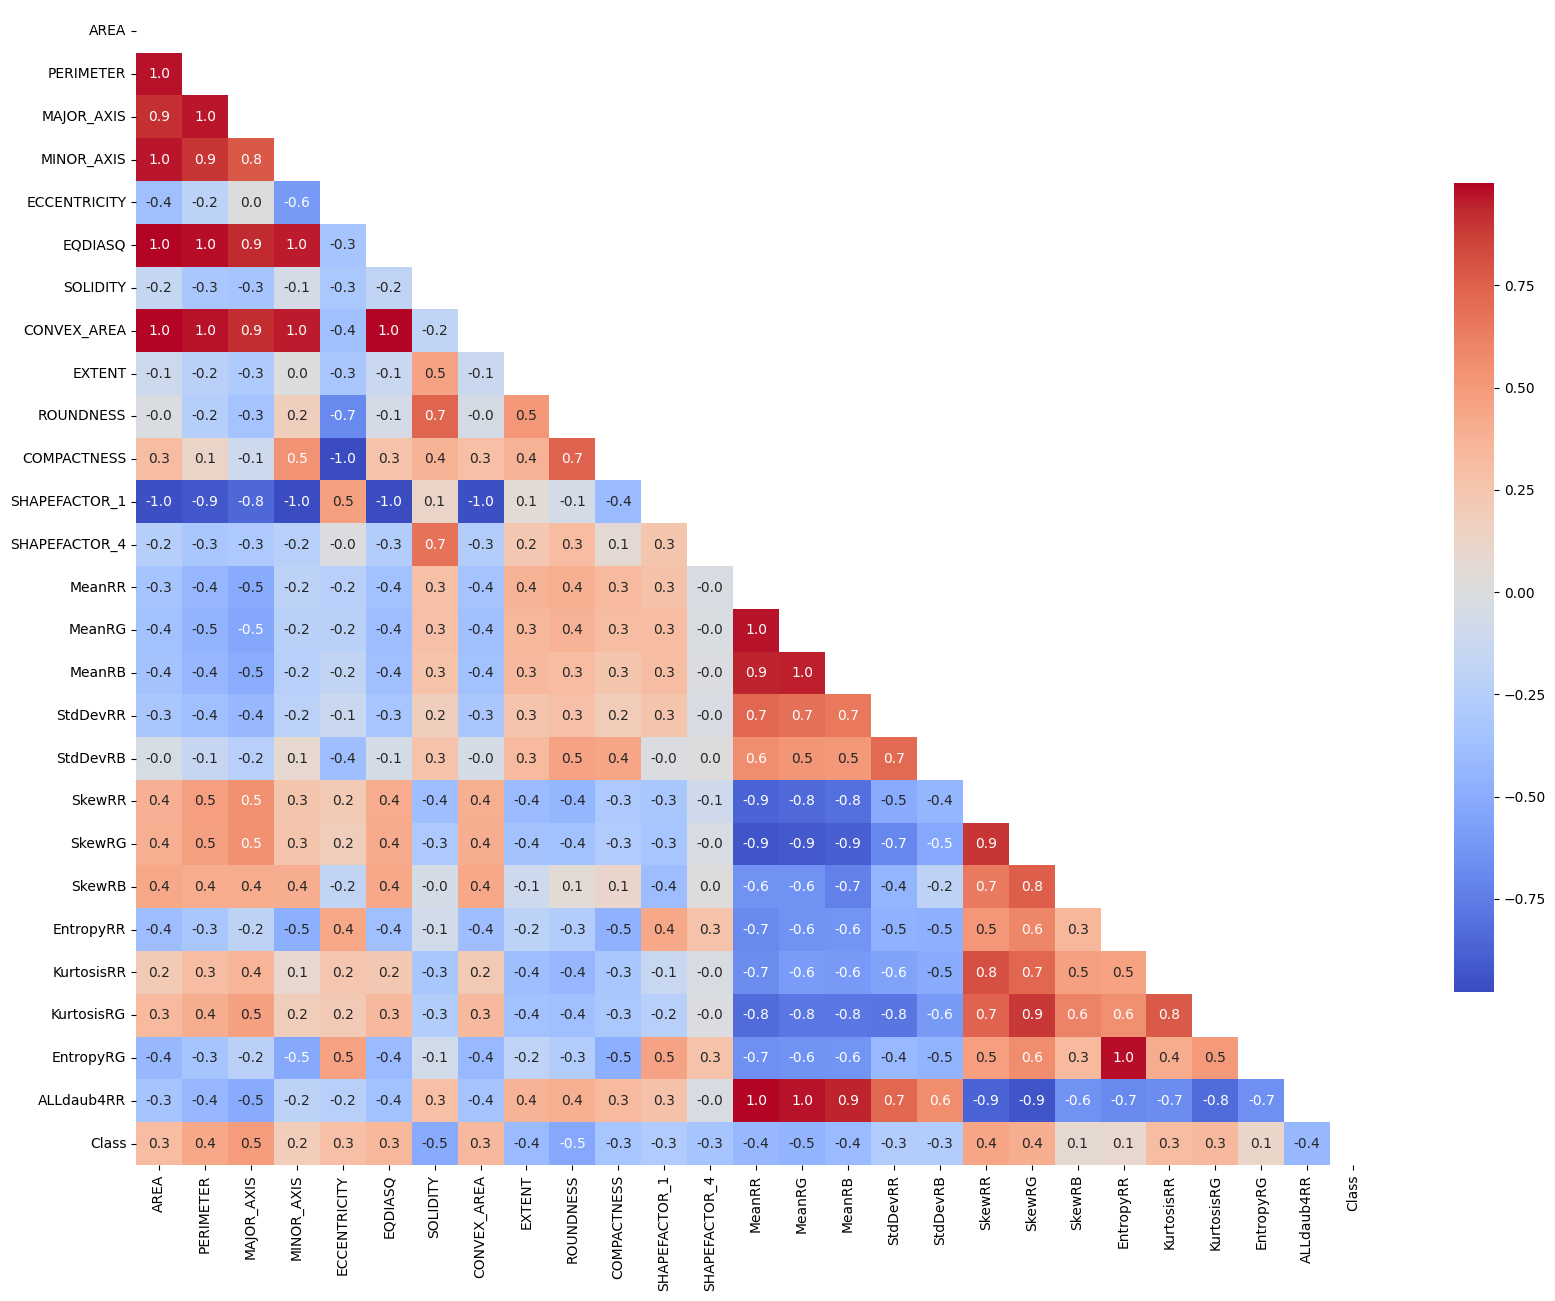 AREA
PERIMETER 1.0
MAJOR_AXIS 0.9 1.0
MINOR_AXIS 1.0 0.9 0.8
ECCENTRICITY -0.4 -0.2 0.0 -0.6
EQDIASQ 1.0 1.0 0.9 1.0 -0.3
SOLIDITY -0.2 -0.3 -0.3 -0.1 -0.3 -0.2
CONVEX_AREA 1.0 1.0 0.9 1.0 -0.4 1.0 -0.2
EXTENT -0.1 -0.2 -0.3 0.0 -0.3 -0.1 0.5 -0.1
ROUNDNESS -0.0 -0.2 -0.3 0.2 -0.7 -0.1 0.7 -0.0 0.5
COMPACTNESS 0.3 0.1 -0.1 0.5 -1.0 0.3 0.4 0.3 0.4 0.7
SHAPEFACTOR_1 -1.0 -0.9 -0.8 -1.0 0.5 -1.0 0.1 -1.0 0.1 -0.1 -0.4
SHAPEFACTOR_4 -0.2 -0.3 -0.3 -0.2 -0.0 -0.3 0.7 -0.3 0.2 0.3 0.1 0.3
MeanRR -0.3 -0.4 -0.5 -0.2 -0.2 -0.4 0.3 -0.4 0.4 0.4 0.3 0.3 -0.0
MeanRG -0.4 -0.5 -0.5 -0.2 -0.2 -0.4 0.3 -0.4 0.3 0.4 0.3 0.3 -0.0 1.0
MeanRB -0.4 -0.4 -0.5 -0.2 -0.2 -0.4 0.3 -0.4 0.3 0.3 0.3 0.3 -0.0 0.9 1.0
StdDevRR -0.3 -0.4 -0.4 -0.2 -0.1 -0.3 0.2 -0.3 0.3 0.3 0.2 0.3 -0.0 0.7 0.7 0.7
StdDevRB -0.0 -0.1 -0.2 0.1 -0.4 -0.1 0.3 -0.0 0.3 0.5 0.4 -0.0 0.0 0.6 0.5 0.5 0.7
SkewRR 0.4 0.5 0.5 0.3 0.2 0.4 -0.4 0.4 -0.4 -0.4 -0.3 -0.3 -0.1 -0.9 -0.8 -0.8 -0.5 -0.4
SkewRG 0.4 0.5 0.5 0.3 0.2 0.4 -0.3 0.4 -0.4 -0.4 -0.3 -0.3 -0.0 -0.9 -0.9 -0.9 -0.7 -0.5 0.9
SkewRB 0.4 0.4 0.4 0.4 -0.2 0.4 -0.0 0.4 -0.1 0.1 0.1 -0.4 0.0 -0.6 -0.6 -0.7 -0.4 -0.2 0.7 0.8
EntropyRR -0.4 -0.3 -0.2 -0.5 0.4 -0.4 -0.1 -0.4 -0.2 -0.3 -0.5 0.4 0.3 -0.7 -0.6 -0.6 -0.5 -0.5 0.5 0.6 0.3
KurtosisRR 0.2 0.3 0.4 0.1 0.2 0.2 -0.3 0.2 -0.4 -0.4 -0.3 -0.1 -0.0 -0.7 -0.6 -0.6 -0.6 -0.5 0.8 0.7 0.5 0.5
KurtosisRG 0.3 0.4 0.5 0.2 0.2 0.3 -0.3 0.3 -0.4 -0.4 -0.3 -0.2 -0.0 -0.8 -0.8 -0.8 -0.8 -0.6 0.7 0.9 0.6 0.6 0.8
EntropyRG -0.4 -0.3 -0.2 -0.5 0.5 -0.4 -0.1 -0.4 -0.2 -0.3 -0.5 0.5 0.3 -0.7 -0.6 -0.6 -0.4 -0.5 0.5 0.6 0.3 1.0 0.4 0.5
ALLdaub4RR -0.3 -0.4 -0.5 -0.2 -0.2 -0.4 0.3 -0.4 0.4 0.4 0.3 0.3 -0.0 1.0 1.0 0.9 0.7 0.6 -0.9 -0.9 -0.6 -0.7 -0.7 -0.8 -0.7
Class 0.3 0.4 0.5 0.2 0.3 0.3 -0.5 0.3 -0.4 -0.5 -0.3 -0.3 -0.3 -0.4 -0.5 -0.4 -0.3 -0.3 0.4 0.4 0.1 0.1 0.3 0.3 0.1 -0.4
AREA
PERIMETER
MAJOR_AXIS
MINOR_AXIS
ECCENTRICITY
EQDIASQ
SOLIDITY
CONVEX_AREA
EXTENT
ROUNDNESS
COMPACTNESS
SHAPEFACTOR_1
SHAPEFACTOR_4
MeanRR
MeanRG
MeanRB
StdDevRR
StdDevRB
SkewRR
SkewRG
SkewRB
EntropyRR
KurtosisRR
KurtosisRG
EntropyRG
ALLdaub4RR
Class
0.75
0.50
0.25
0.00
−0.25
−0.50
−0.75